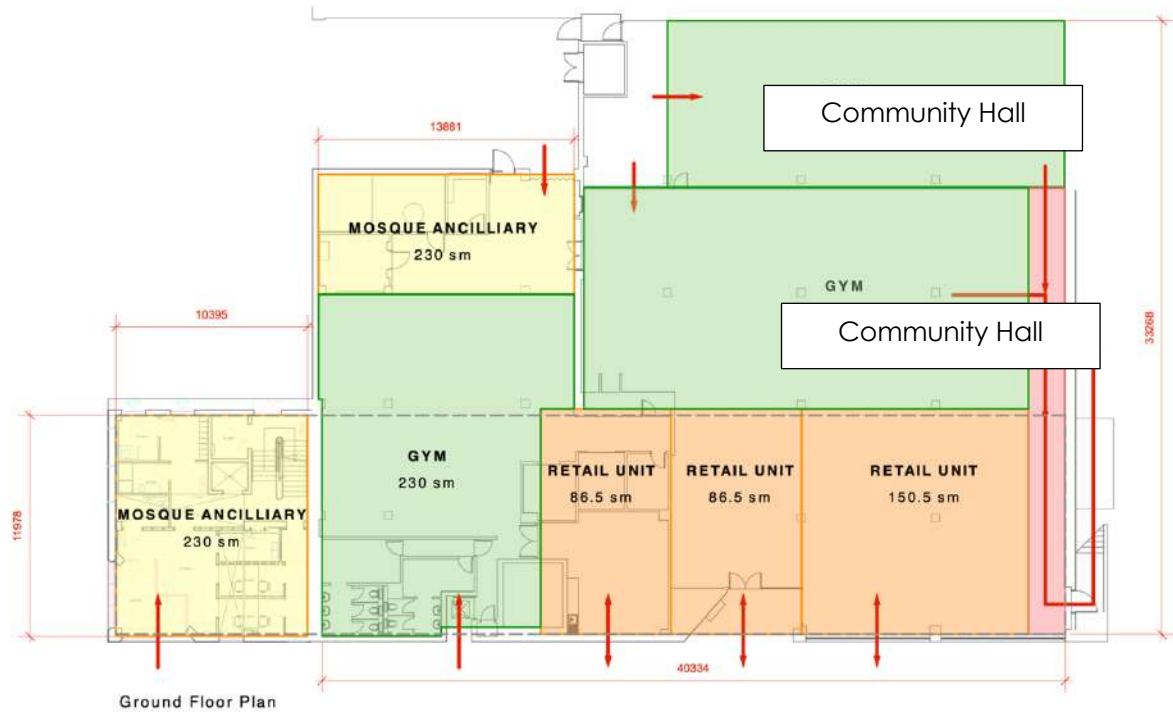 Community Hall
13881
MOSQUE ANCILLIARY
230 sm
GYM
Community Hall
10395
33268
GYM
230 sm
RETAIL UNIT
86.5 sm
RETAIL UNIT
86.5 sm
RETAIL UNIT
150.5 sm
MOSQUE ANCILLIARY
230 sm
11978
40334
Ground Floor Plan